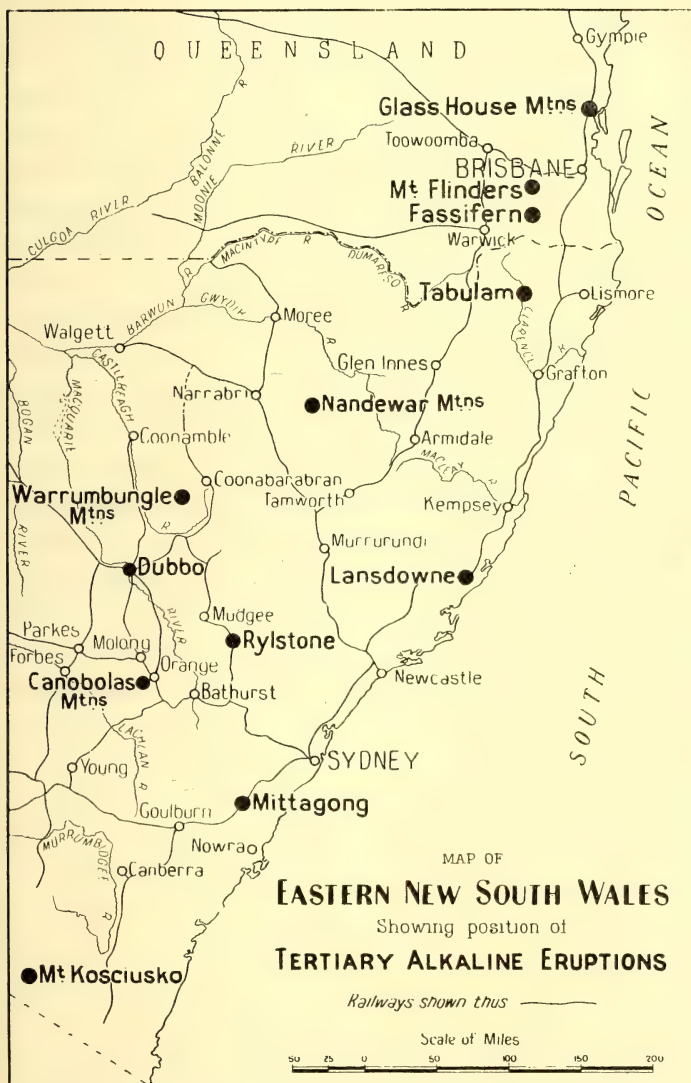 QUEENSLAND
Gympie
Glass House Mtns
OCEAN
Toowoomba
BALONNE
R
MOONIE
RIVER
BRISBANE
Mt Flinders
Fassifern
CULGOA RIVER
Warwick
MACINTYRE R
DUMARESQ
R
Tabulam
Lismore
BARWUN
R
GWYDIR
Moree
R
CLARENCE
R
Walgett
CASTLEREAGH
MACQUARIE
BOGAN
RIVER
Glen Innes
Grafton
Narrabri
Nandewar Mtns
PACIFIC
Coonamble
Armidale
MACLEAY
R
Coonabarabran
Warrumbungle
Mtns
R
Tamworth
Kempsey
Murrurundi
Dubbo
Lansdowne
RIVER
Mudgee
Parkes
Molong
Rylstone
Forbes
Orange
Canobolas
Mtns
Bathurst
Newcastle
SOUTH
LACHLAN
R
SYDNEY
Young
Mittagong
Goulburn
MURRUMBIDGEE
R
Nowra
Canberra
Mt Kosciusko
MAP OF
EASTERN NEW SOUTH WALES
Showing position of
TERTIARY ALKALINE ERUPTIONS
Railways shown thus
Scale of Miles
50 25 0 50 100 150 200